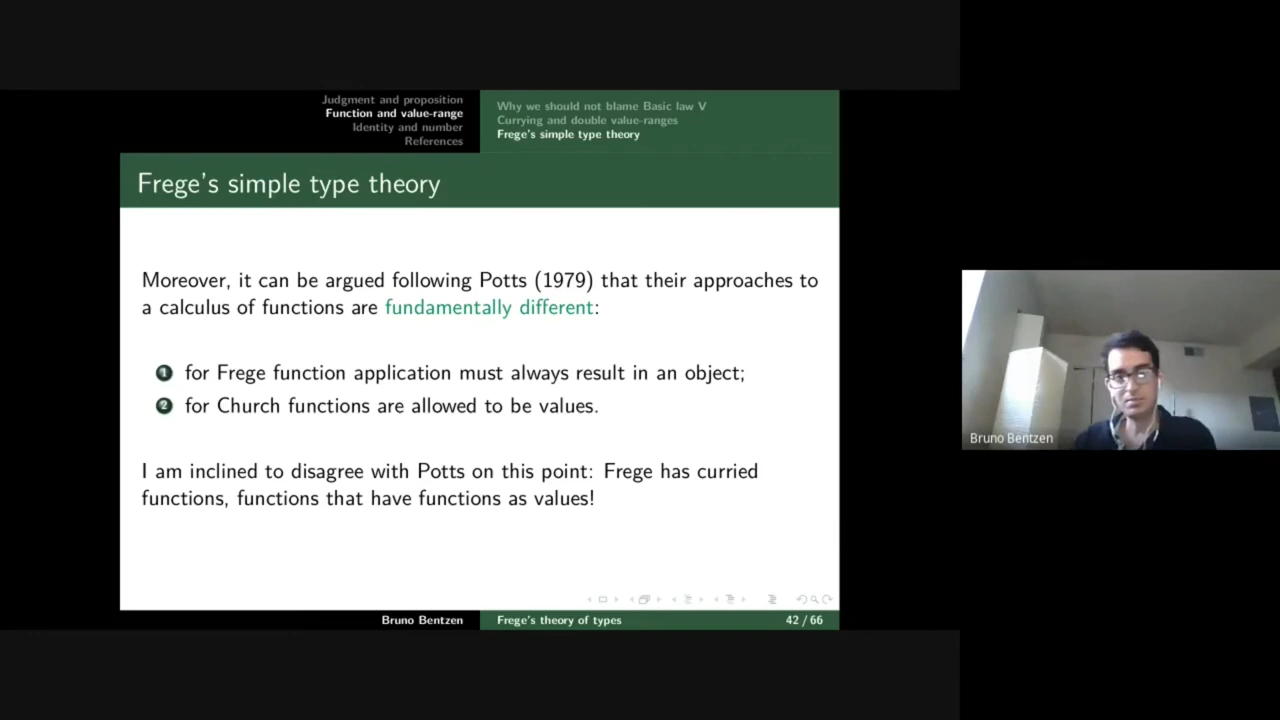 Judgment and proposition
Function and value-range
Identity and number
References
Why we should not blame Basic law V
Currying and double value-ranges
Frege's simple type theory
Frege's simple type theory
Moreover, it can be argued following Potts (1979) that their approaches to
a calculus of functions are fundamentally different:
1 for Frege function application must always result in an object;
2 for Church functions are allowed to be values.
I am inclined to disagree with Potts on this point: Frege has curried
functions, functions that have functions as values!
Bruno Bentzen
Frege's theory of types
42 / 66
Bruno Bentzen